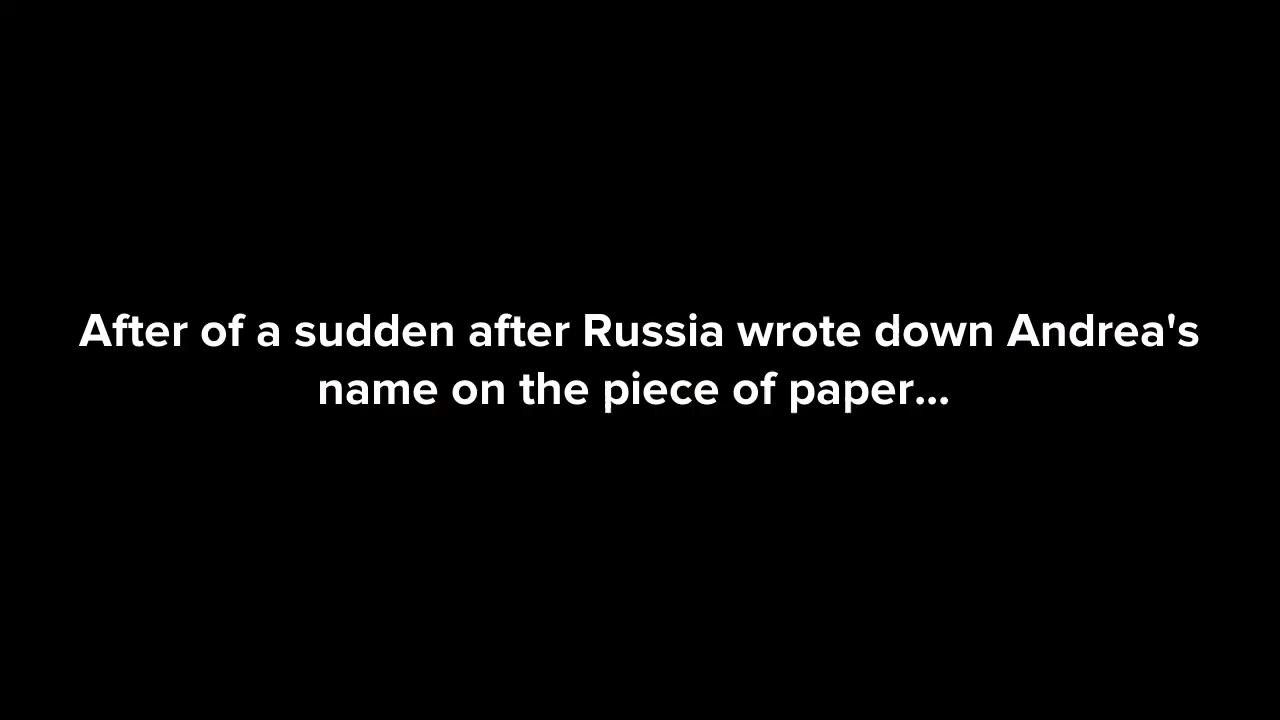 After of a sudden after Russia wrote down Andrea's
name on the piece of paper...